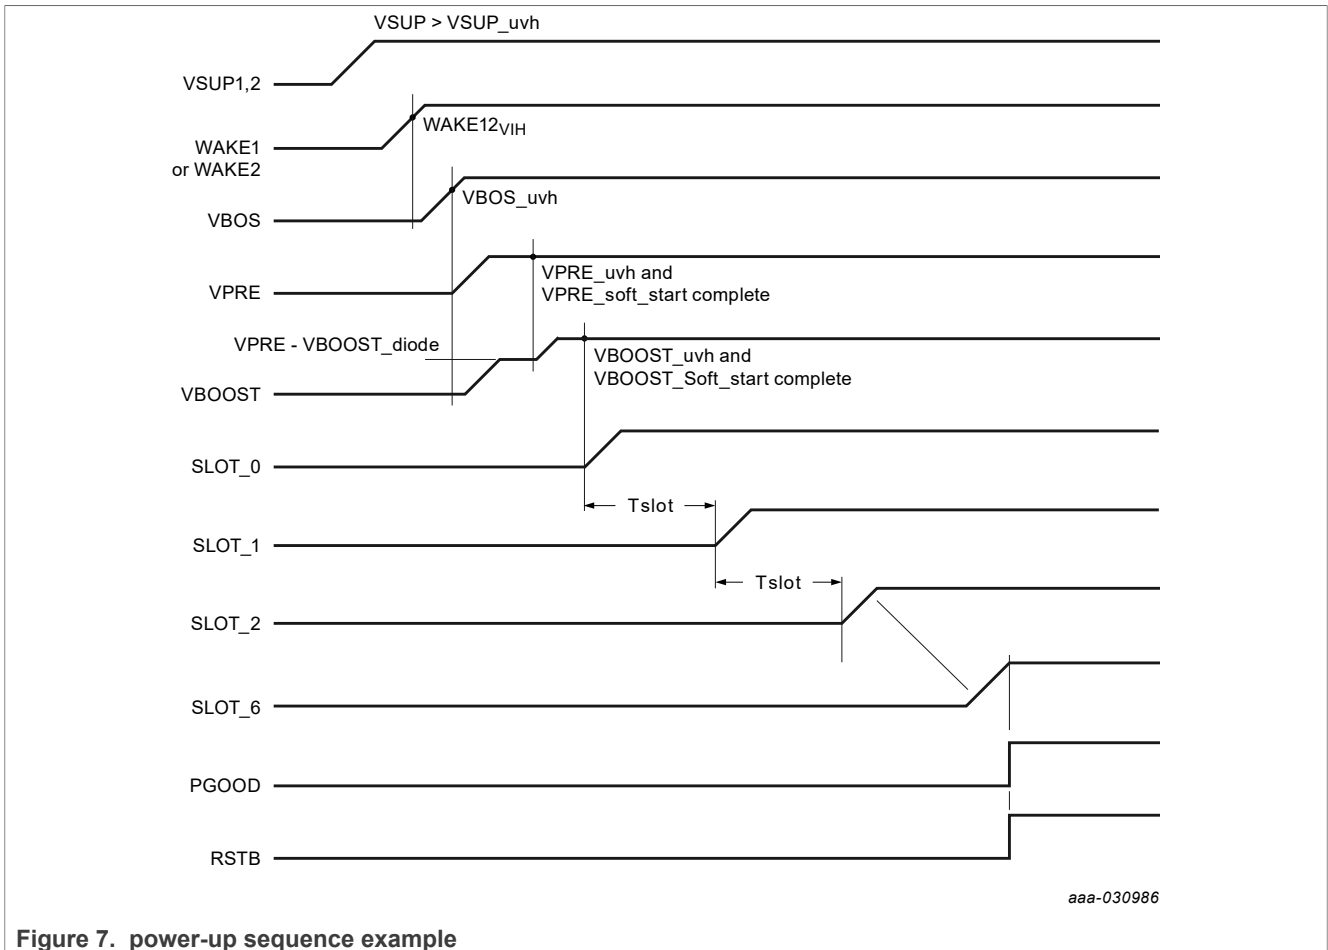 VSUP > VSUP_uvh
VSUP1,2
WAKE12VIH
WAKE1
or WAKE2
VBOS_uvh
VBOS
VPRE_uvh and
VPRE_soft_start complete
VPRE
VPRE - VBOOST_diode
VBOOST_uvh and
VBOOST_Soft_start complete
VBOOST
SLOT_0
Tslot
SLOT_1
Tslot
SLOT_2
SLOT_6
PGOOD
RSTB
aaa-030986
Figure 7. power-up sequence example